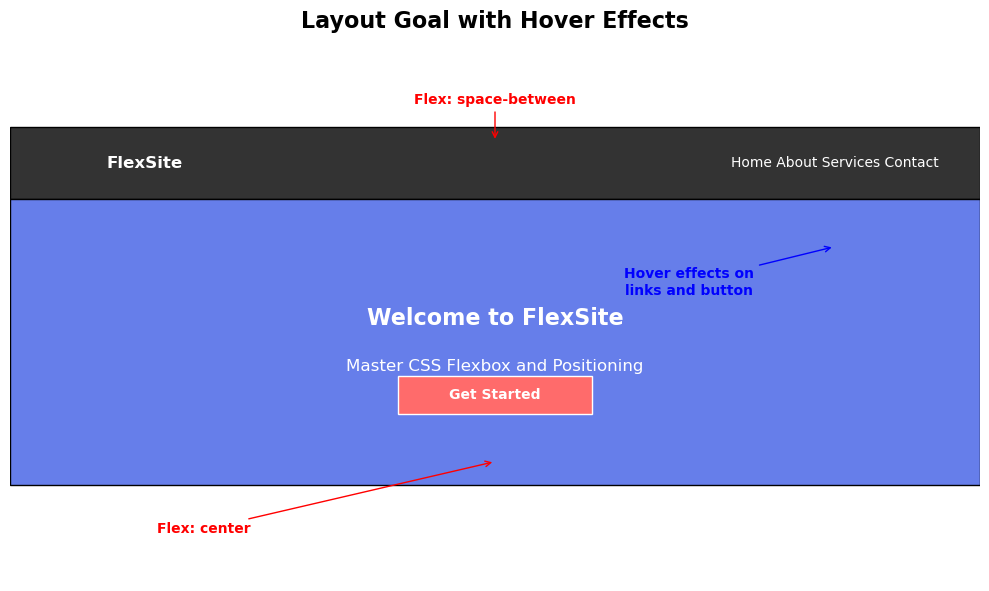 Layout Goal with Hover Effects
Flex: space-between
FlexSite
Home About Services Contact
Hover effects on
links and button
Welcome to FlexSite
Master CSS Flexbox and Positioning
Get Started
Flex: center